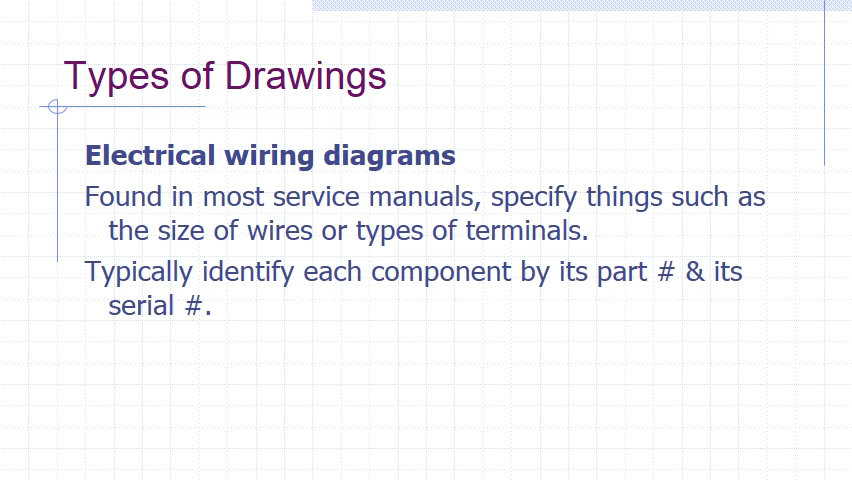 Types of Drawings
Electrical wiring diagrams
Found in most service manuals, specify things such as
the size of wires or types of terminals.
Typically identify each component by its part # & its
serial #.